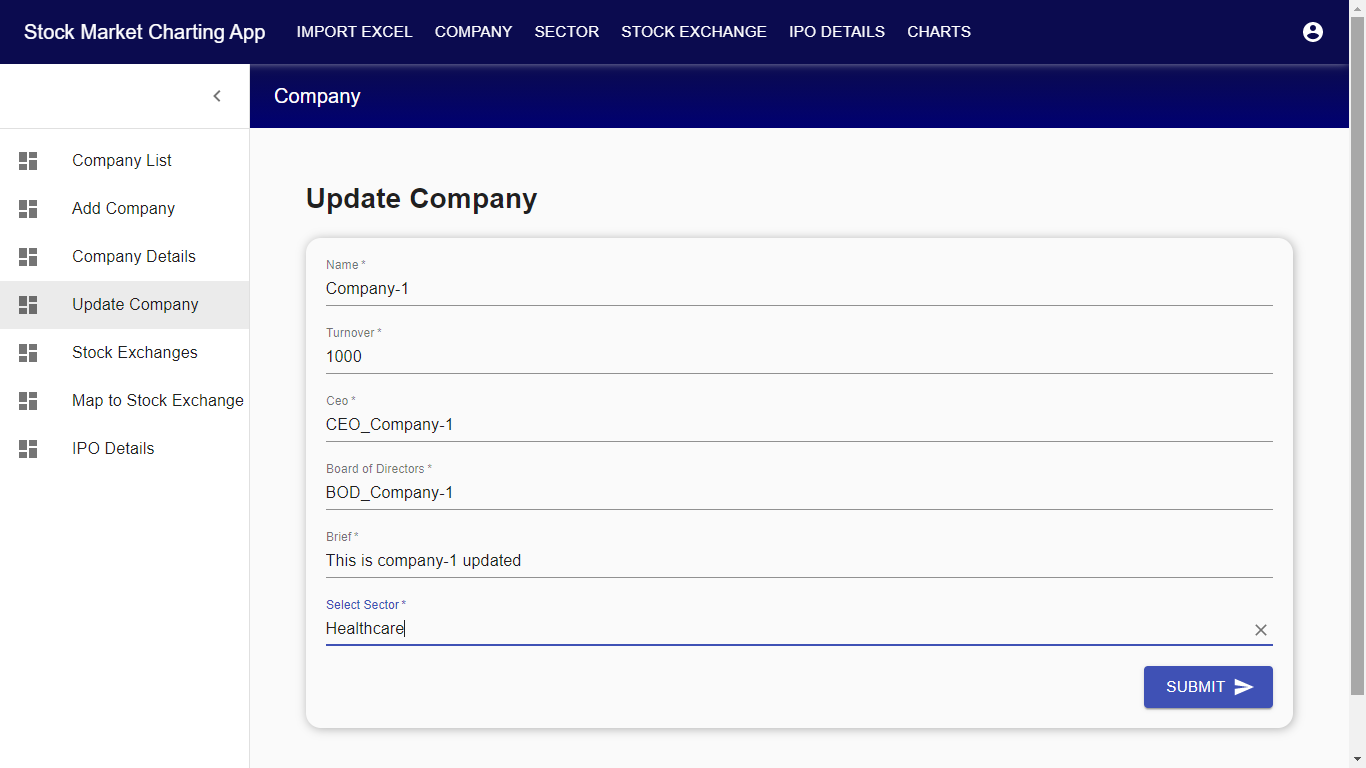 Stock Market Charting App IMPORT EXCEL COMPANY SECTOR STOCK EXCHANGE IPO DETAILS CHARTS
Company
Company List
Add Company
Company Details
Update Company
Stock Exchanges
Map to Stock Exchange
IPO Details
Update Company
Name *
Company-1
Turnover *
1000
Ceo *
CEO_Company-1
Board of Directors *
BOD_Company-1
Brief *
This is company-1 updated
Select Sector *
Healthcare
SUBMIT